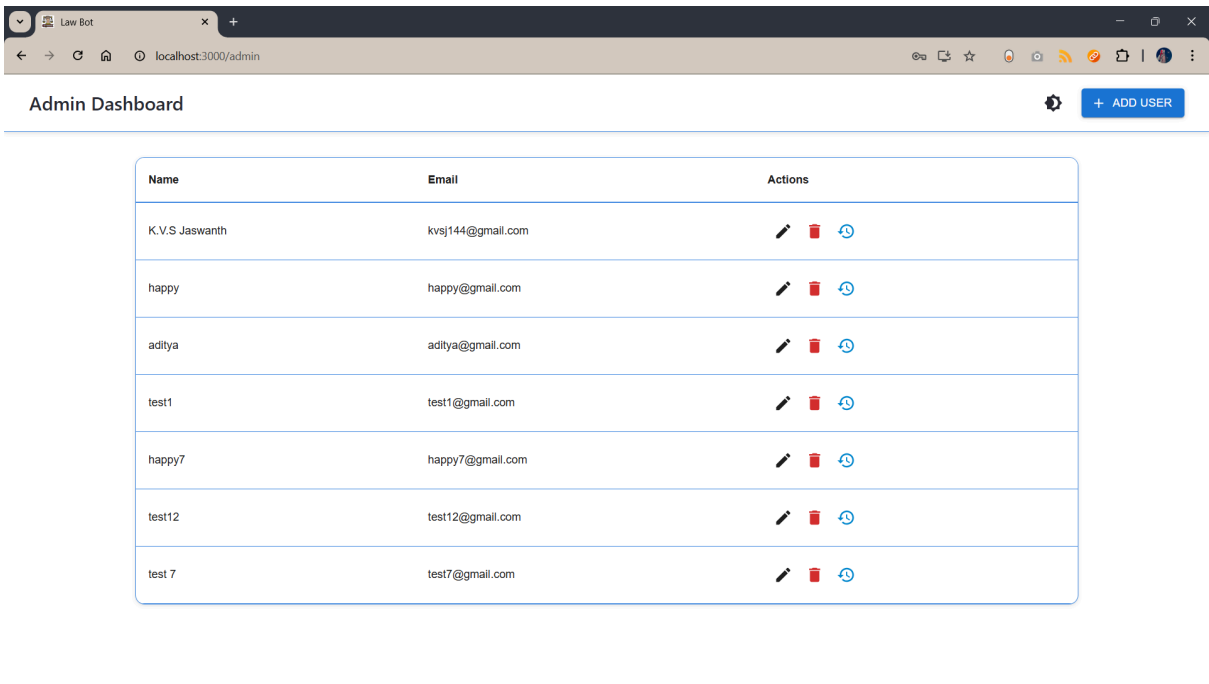 Law Bot
localhost:3000/admin
Admin Dashboard
+ ADD USER
Name Email Actions
K.V.S Jaswanth kvsj144@gmail.com
happy happy@gmail.com
aditya aditya@gmail.com
test1 test1@gmail.com
happy7 happy7@gmail.com
test12 test12@gmail.com
test 7 test7@gmail.com